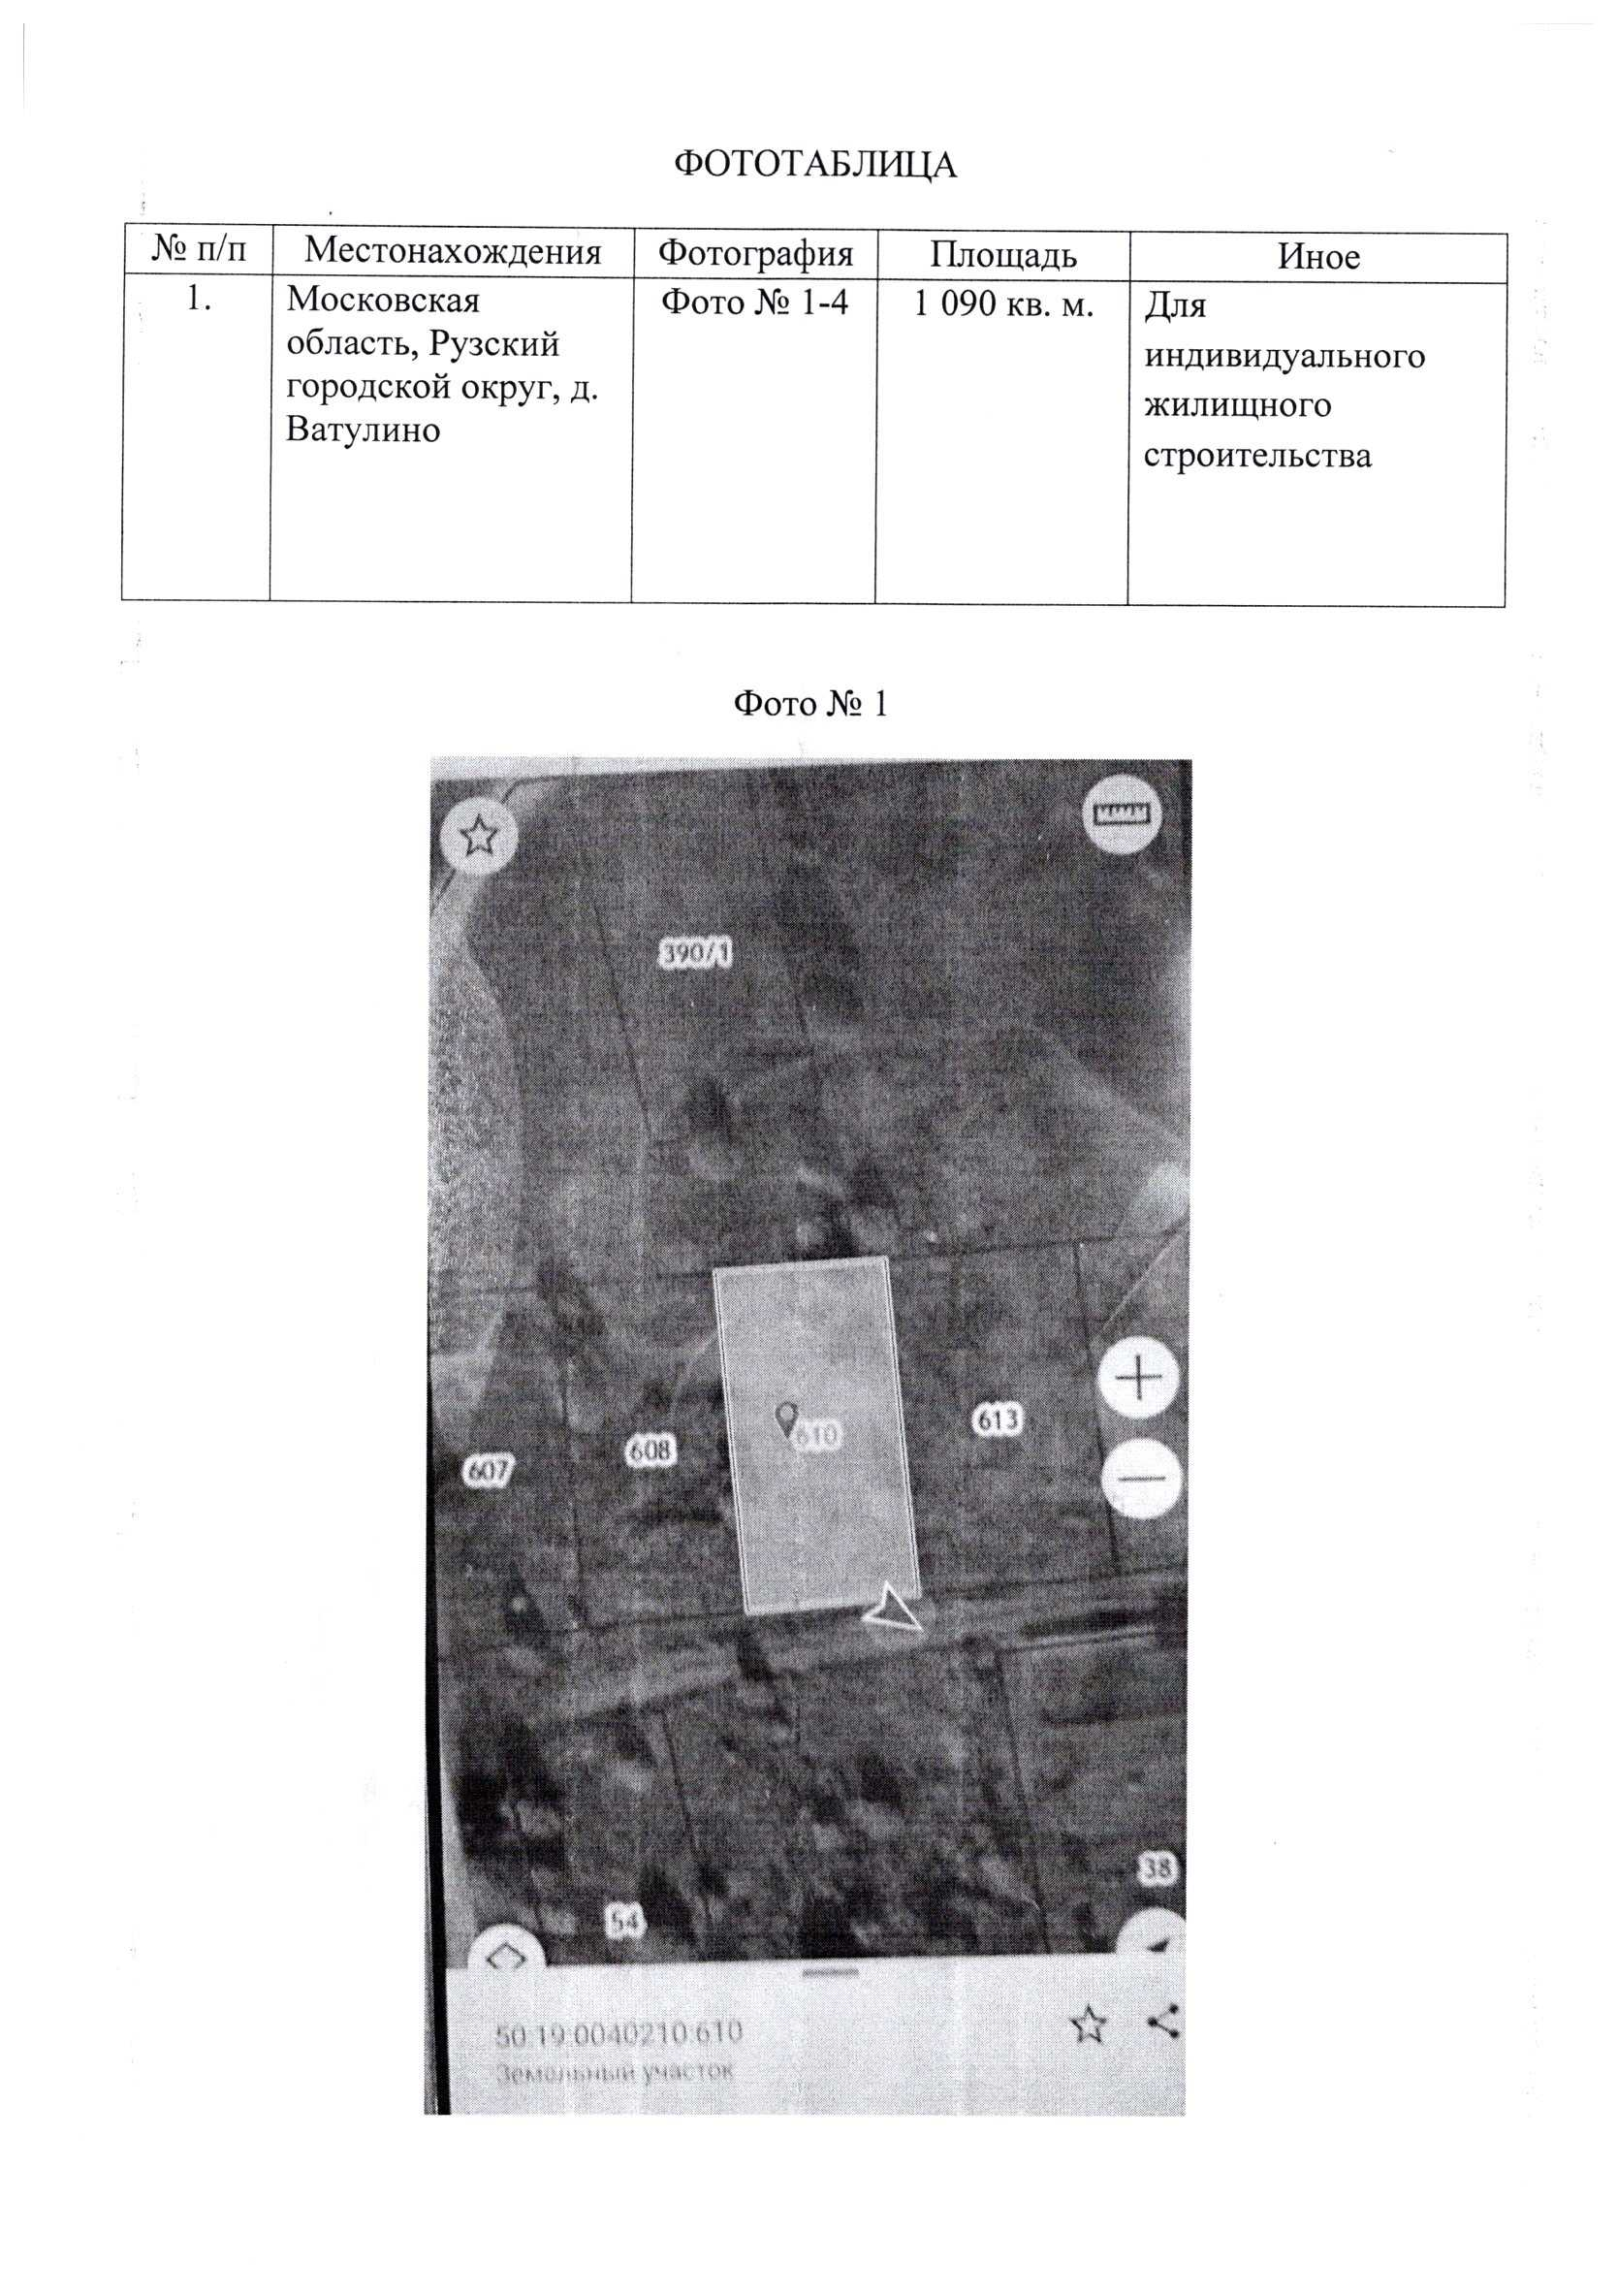 ФОТОТАБЛИЦА
№ п/п Местонахождения Фотография Площадь Иное
1. Московская область, Рузский городской округ, д. Ватулино Фото № 1-4 1 090 кв. м. Для индивидуального жилищного строительства
Фото № 1
390/1
607
608
610
613
54
38
50:19:0040210:610
Земельный участок